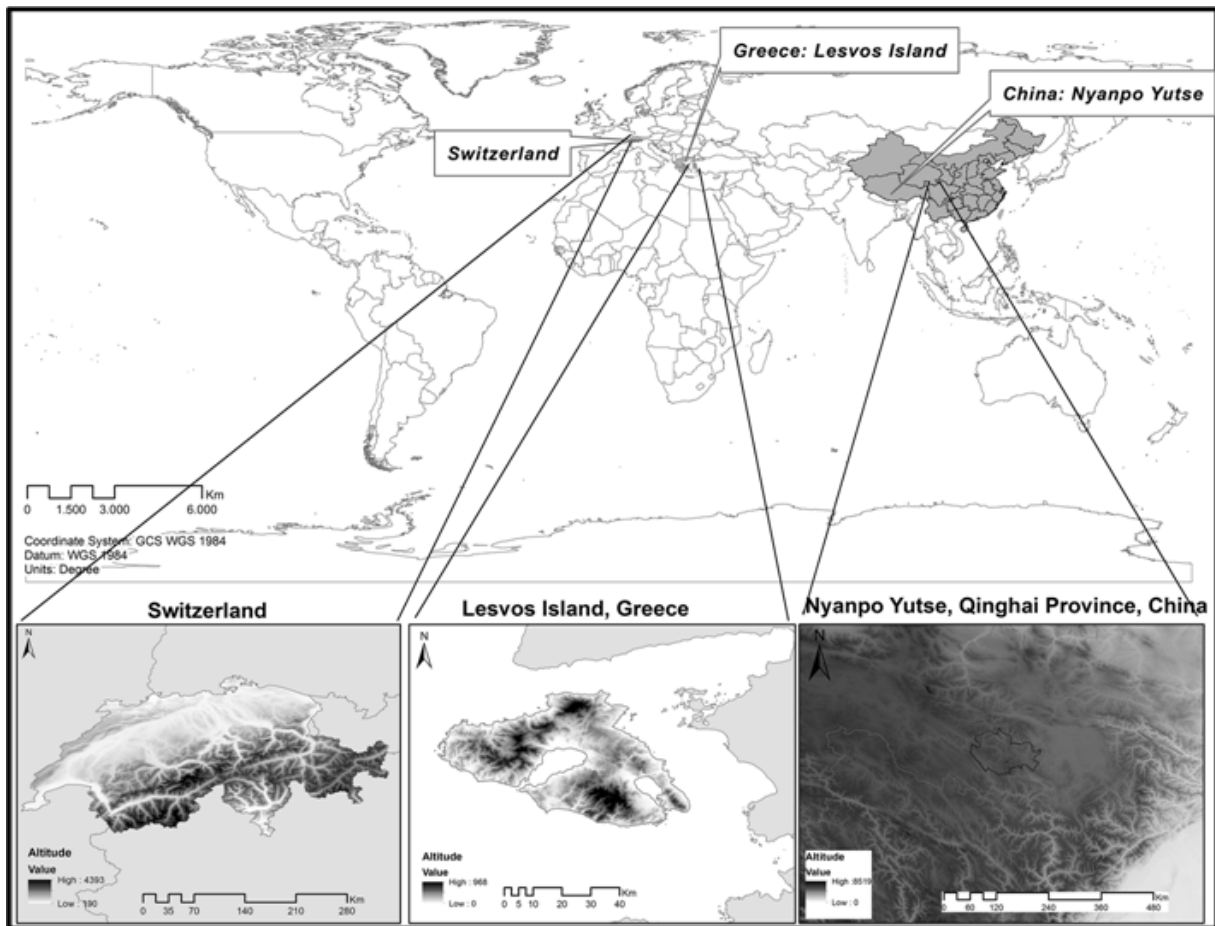 Greece: Lesvos Island
China: Nyanpo Yutse
Switzerland
Km
0 1.500 3.000 6.000
Coordinate System: GCS WGS 1984
Datum: WGS 1984
Units: Degree
Switzerland
Lesvos Island, Greece
Nyanpo Yutse, Qinghai Province, China
N
Altitude
Value
High : 4393
Low : 190
Km
0 35 70 140 210 280
N
Altitude
Value
High : 968
Low : 0
Km
0 5 10 20 30 40
N
Altitude
Value
High :8519
Low : 0
Km
0 60 120 240 360 480